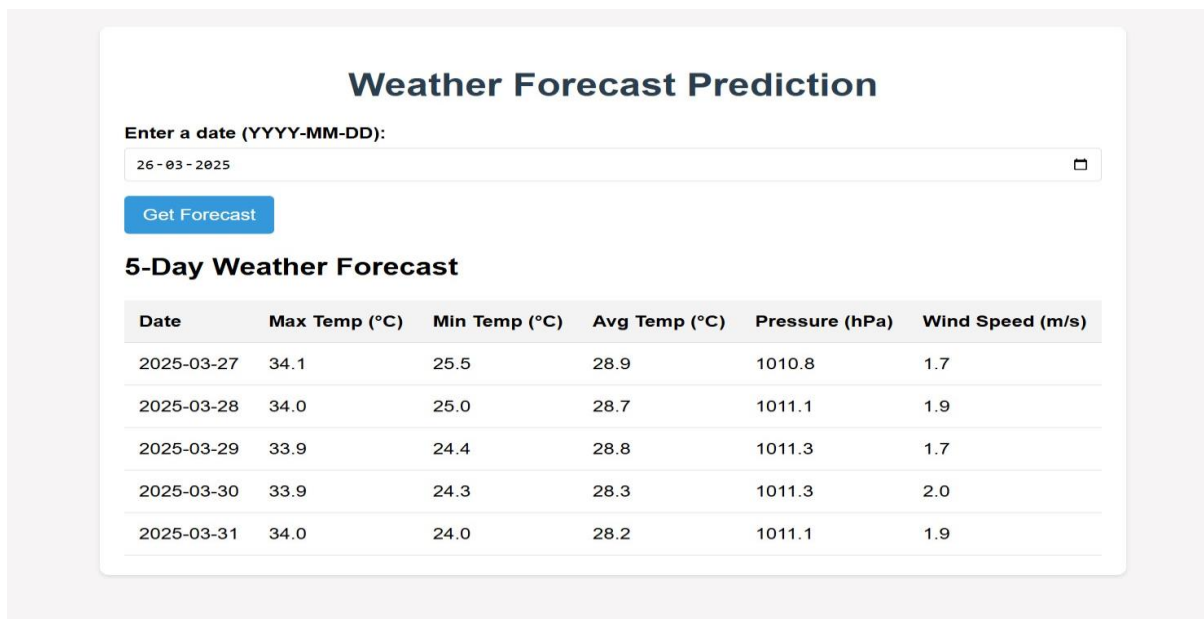 Weather Forecast Prediction
Enter a date (YYYY-MM-DD):
26-03-2025
Get Forecast
5-Day Weather Forecast
Date Max Temp (°C) Min Temp (°C) Avg Temp (°C) Pressure (hPa) Wind Speed (m/s)
2025-03-27 34.1 25.5 28.9 1010.8 1.7
2025-03-28 34.0 25.0 28.7 1011.1 1.9
2025-03-29 33.9 24.4 28.8 1011.3 1.7
2025-03-30 33.9 24.3 28.3 1011.3 2.0
2025-03-31 34.0 24.0 28.2 1011.1 1.9